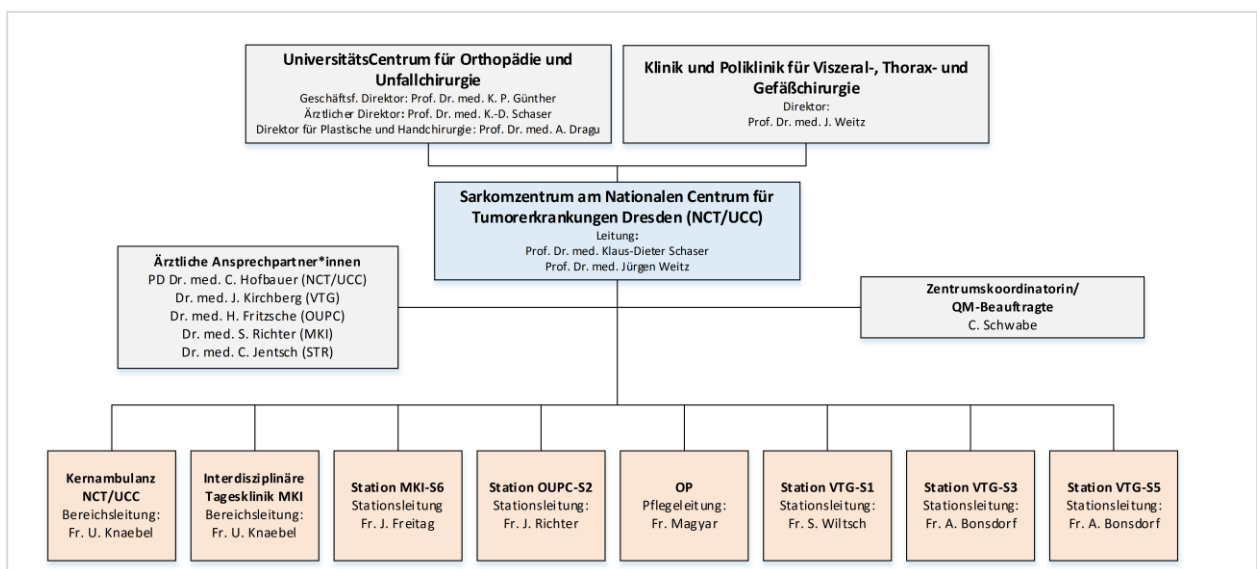 UniversitätsCentrum für Orthopädie und
Unfallchirurgie
Geschäftsf. Direktor: Prof. Dr. med. K. P. Günther
Ärztlicher Direktor: Prof. Dr. med. K.-D. Schaser
Direktor für Plastische und Handchirurgie: Prof. Dr. med. A. Dragu
Klinik und Poliklinik für Viszeral-, Thorax- und
Gefäßchirurgie
Direktor:
Prof. Dr. med. J. Weitz
Sarkomzentrum am Nationalen Centrum für
Tumorerkrankungen Dresden (NCT/UCC)
Leitung:
Prof. Dr. med. Klaus-Dieter Schaser
Prof. Dr. med. Jürgen Weitz
Ärztliche Ansprechpartner*innen
PD Dr. med. C. Hofbauer (NCT/UCC)
Dr. med. J. Kirchberg (VTG)
Dr. med. H. Fritzsche (OUPC)
Dr. med. S. Richter (MKI)
Dr. med. C. Jentsch (STR)
Zentrumskoordinatorin/
QM-Beauftragte
C. Schwabe
Kernambulanz
NCT/UCC
Bereichsleitung:
Fr. U. Knaebel
Interdisziplinäre
Tagesklinik MKI
Bereichsleitung:
Fr. U. Knaebel
Station MKI-S6
Stationsleitung
Fr. J. Freitag
Station OUPC-S2
Stationsleitung:
Fr. J. Richter
OP
Pflegeleitung:
Fr. Magyar
Station VTG-S1
Stationsleitung:
Fr. S. Wiltsch
Station VTG-S3
Stationsleitung:
Fr. A. Bonsdorf
Station VTG-S5
Stationsleitung:
Fr. A. Bonsdorf